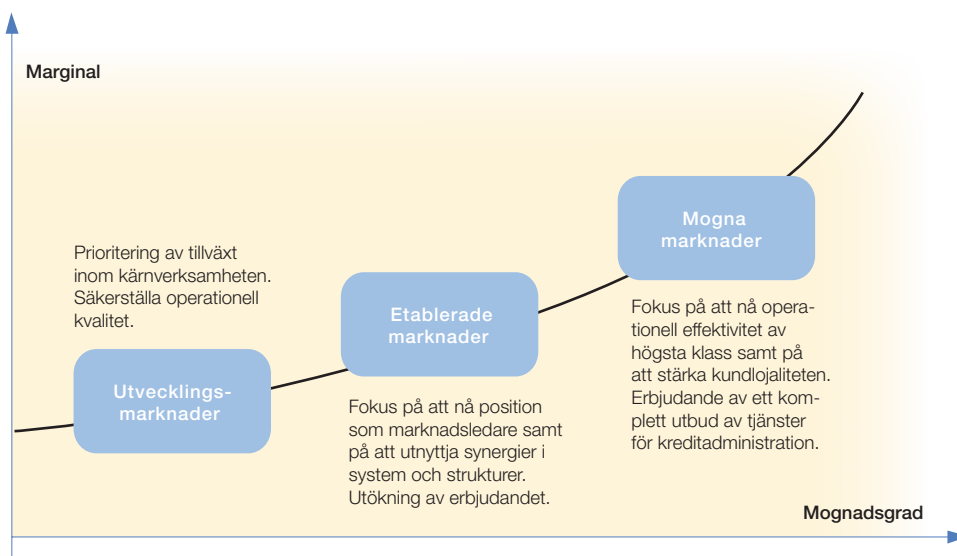 Marginal
Prioritering av tillväxt
inom kärnverksamheten.
Säkerställa operationell
kvalitet.
Utvecklings-
marknader
Etablerade
marknader
Fokus på att nå position
som marknadsledare samt
på att utnyttja synergier i
system och strukturer.
Utökning av erbjudandet.
Mogna
marknader
Fokus på att nå opera-
tionell effektivitet av
högsta klass samt på
att stärka kundlojaliteten.
Erbjudande av ett kom-
plett utbud av tjänster
för kreditadministration.
Mognadsgrad